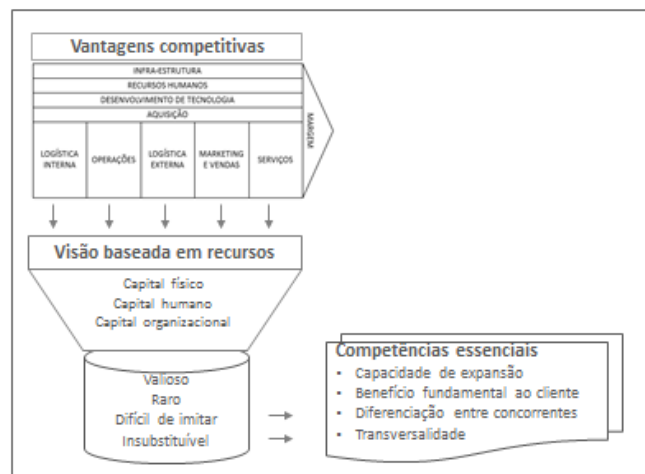 Vantagens competitivas
INFRA-ESTRUTURA
RECURSOS HUMANOS
DESENVOLVIMENTO DE TECNOLOGIA
AQUISIÇÃO
LOGÍSTICA
INTERNA
OPERAÇÕES
LOGÍSTICA
EXTERNA
MARKETING
E VENDAS
SERVIÇOS
MARGEM
Visão baseada em recursos
Capital físico
Capital humano
Capital organizacional
Valioso
Raro
Difícil de imitar
Insubstituível
Competências essenciais
▪ Capacidade de expansão
▪ Benefício fundamental ao cliente
▪ Diferenciação entre concorrentes
▪ Transversalidade